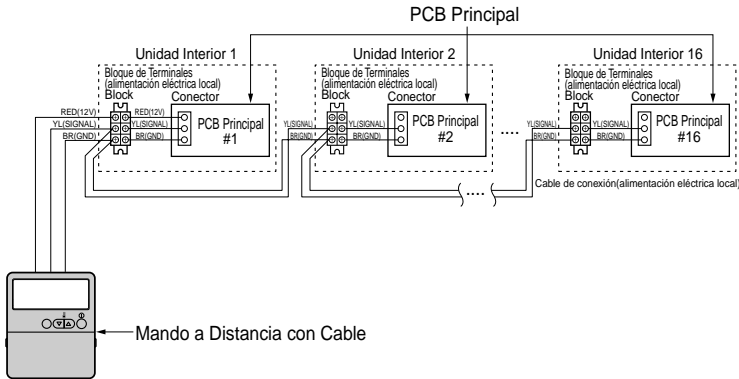 PCB Principal
Unidad Interior 1
Bloque de Terminales
(alimentación eléctrica local)
Block
Conector
RED(12V)
YL(SIGNAL)
BR(GND)
RED(12V)
YL(SIGNAL)
BR(GND)
PCB Principal
#1
Unidad Interior 2
Bloque de Terminales
(alimentación eléctrica local)
Block
Conector
YL(SIGNAL)
BR(GND)
YL(SIGNAL)
BR(GND)
PCB Principal
#2
....
Unidad Interior 16
Bloque de Terminales
(alimentación eléctrica local)
Block
Conector
YL(SIGNAL)
BR(GND)
YL(SIGNAL)
BR(GND)
PCB Principal
#16
....
Cable de conexión(alimentación eléctrica local)
Mando a Distancia con Cable